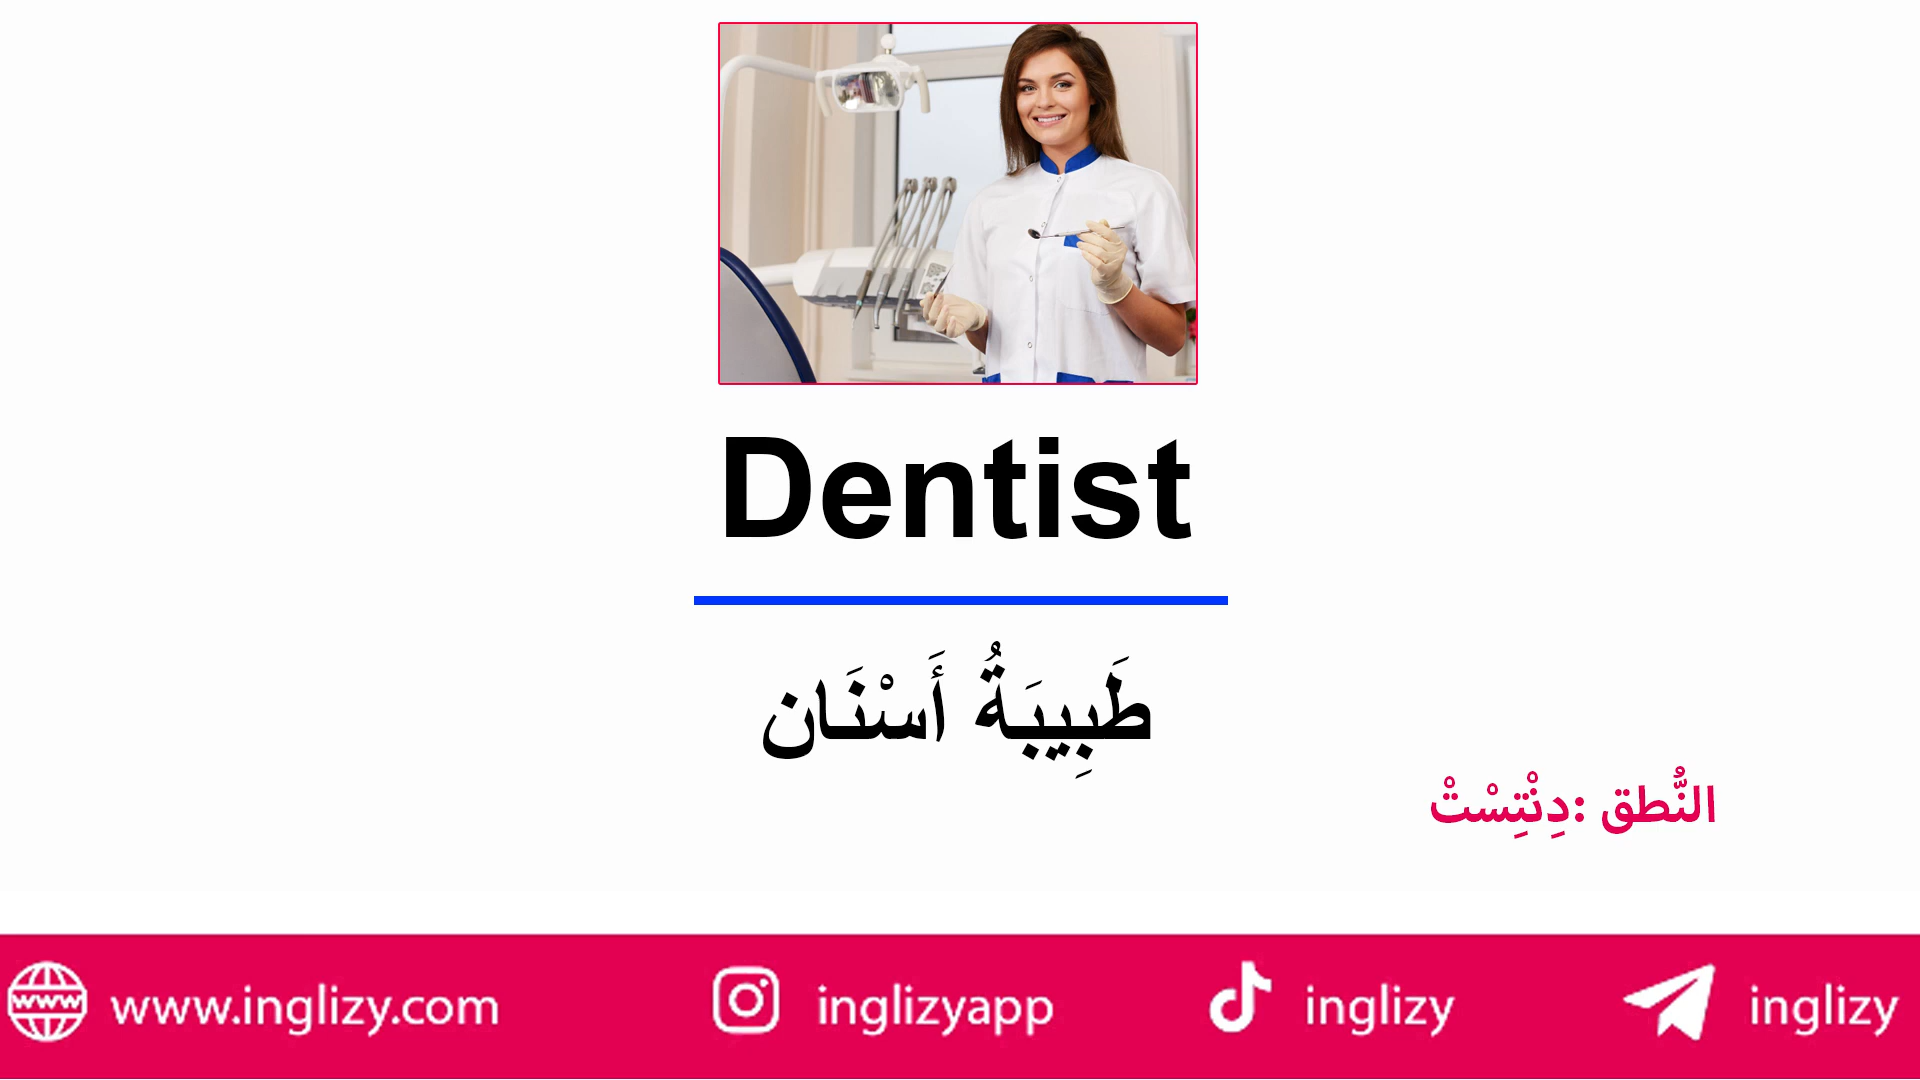 Dentist
طَبِيبَةُ أَسْنَان
النُّطق :دِنْتِسْتْ
www.inglizy.com
inglizyapp
inglizy
inglizy